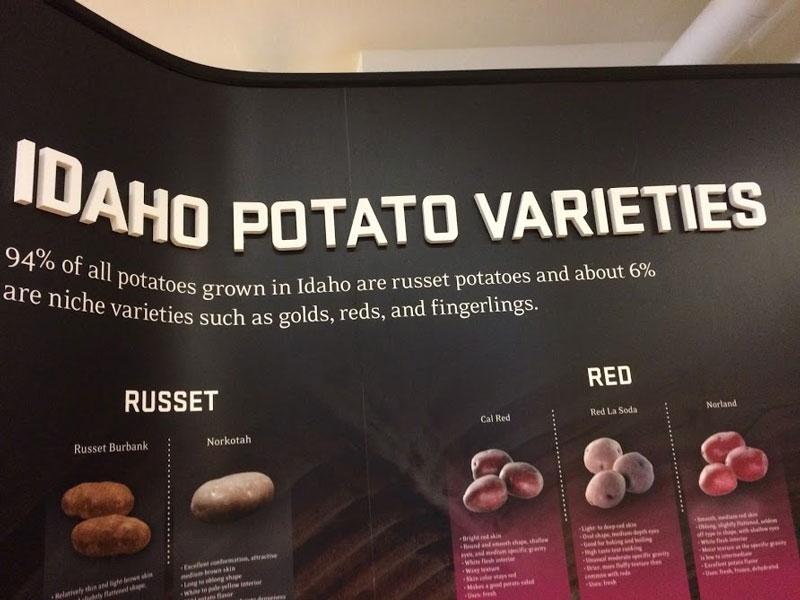 IDAHO POTATO VARIETIES
94% of all potatoes grown in Idaho are russet potatoes and about 6%
are niche varieties such as golds, reds, and fingerlings.
RUSSET
Russet Burbank
• Relatively thin and light brown skin
slightly flattened shape,
Norkotah
• Excellent conformation, attractive
medium-brown skin
• Long to oblong shape
• White to pale-yellow interior
potato flavor
RED
Cal Red
• Bright red skin
• Round and smooth shape, shallow
eyes, and medium specific gravity
• White flesh interior
• Waxy texture
• Skin color stays red
• Makes a good potato salad
• Uses: fresh
Red La Soda
• Light- to deep-red skin
• Oval shape, medium-depth eyes
• Good for baking and boiling
• High taste test ranking
• Unusual moderate specific gravity
• Drier, more fluffy texture than
common with reds
• Uses: fresh
Norland
• Smooth, medium-red skin
• Oblong, slightly flattened, seldom
off type in shape, with shallow eyes
• White flesh interior
• Moist texture as the specific gravity
is low to intermediate
• Excellent potato flavor
• Uses: fresh, frozen, dehydrated